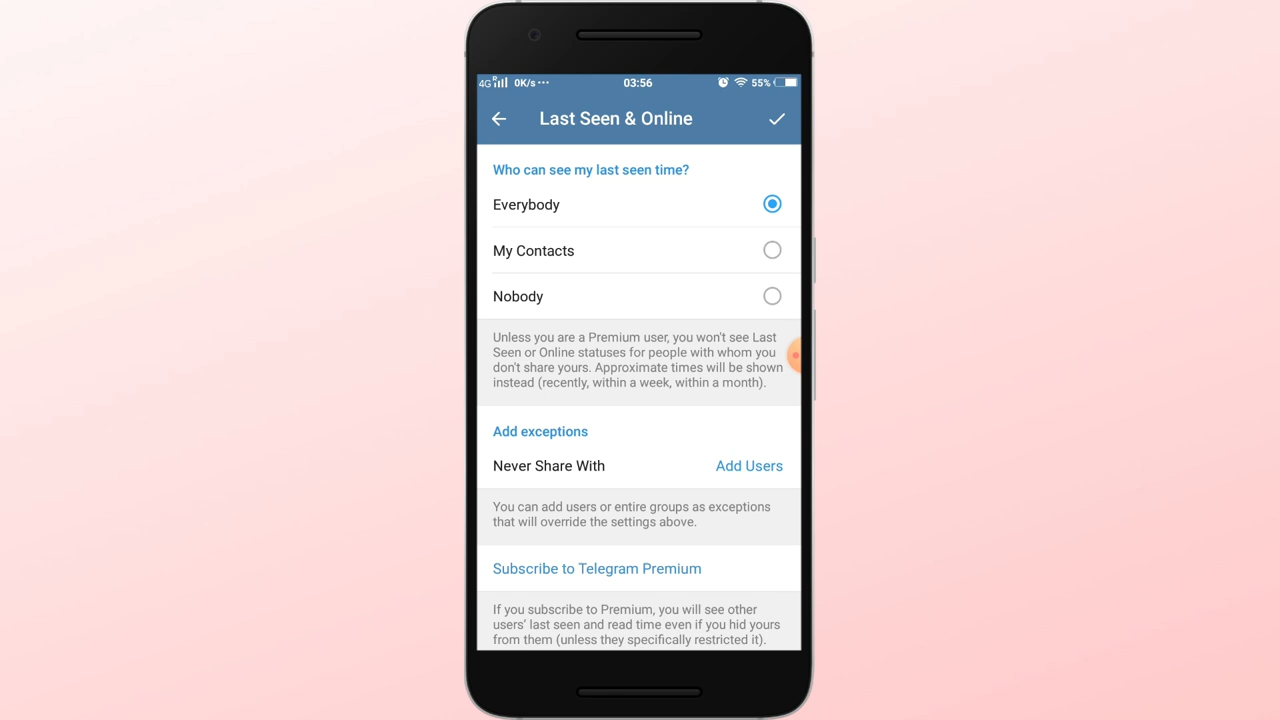 4G R 0K/s ··· 03:56 55%
Last Seen & Online
Who can see my last seen time?
Everybody
My Contacts
Nobody
Unless you are a Premium user, you won't see Last
Seen or Online statuses for people with whom you
don't share yours. Approximate times will be shown
instead (recently, within a week, within a month).
Add exceptions
Never Share With Add Users
You can add users or entire groups as exceptions
that will override the settings above.
Subscribe to Telegram Premium
If you subscribe to Premium, you will see other
users’ last seen and read time even if you hid yours
from them (unless they specifically restricted it).